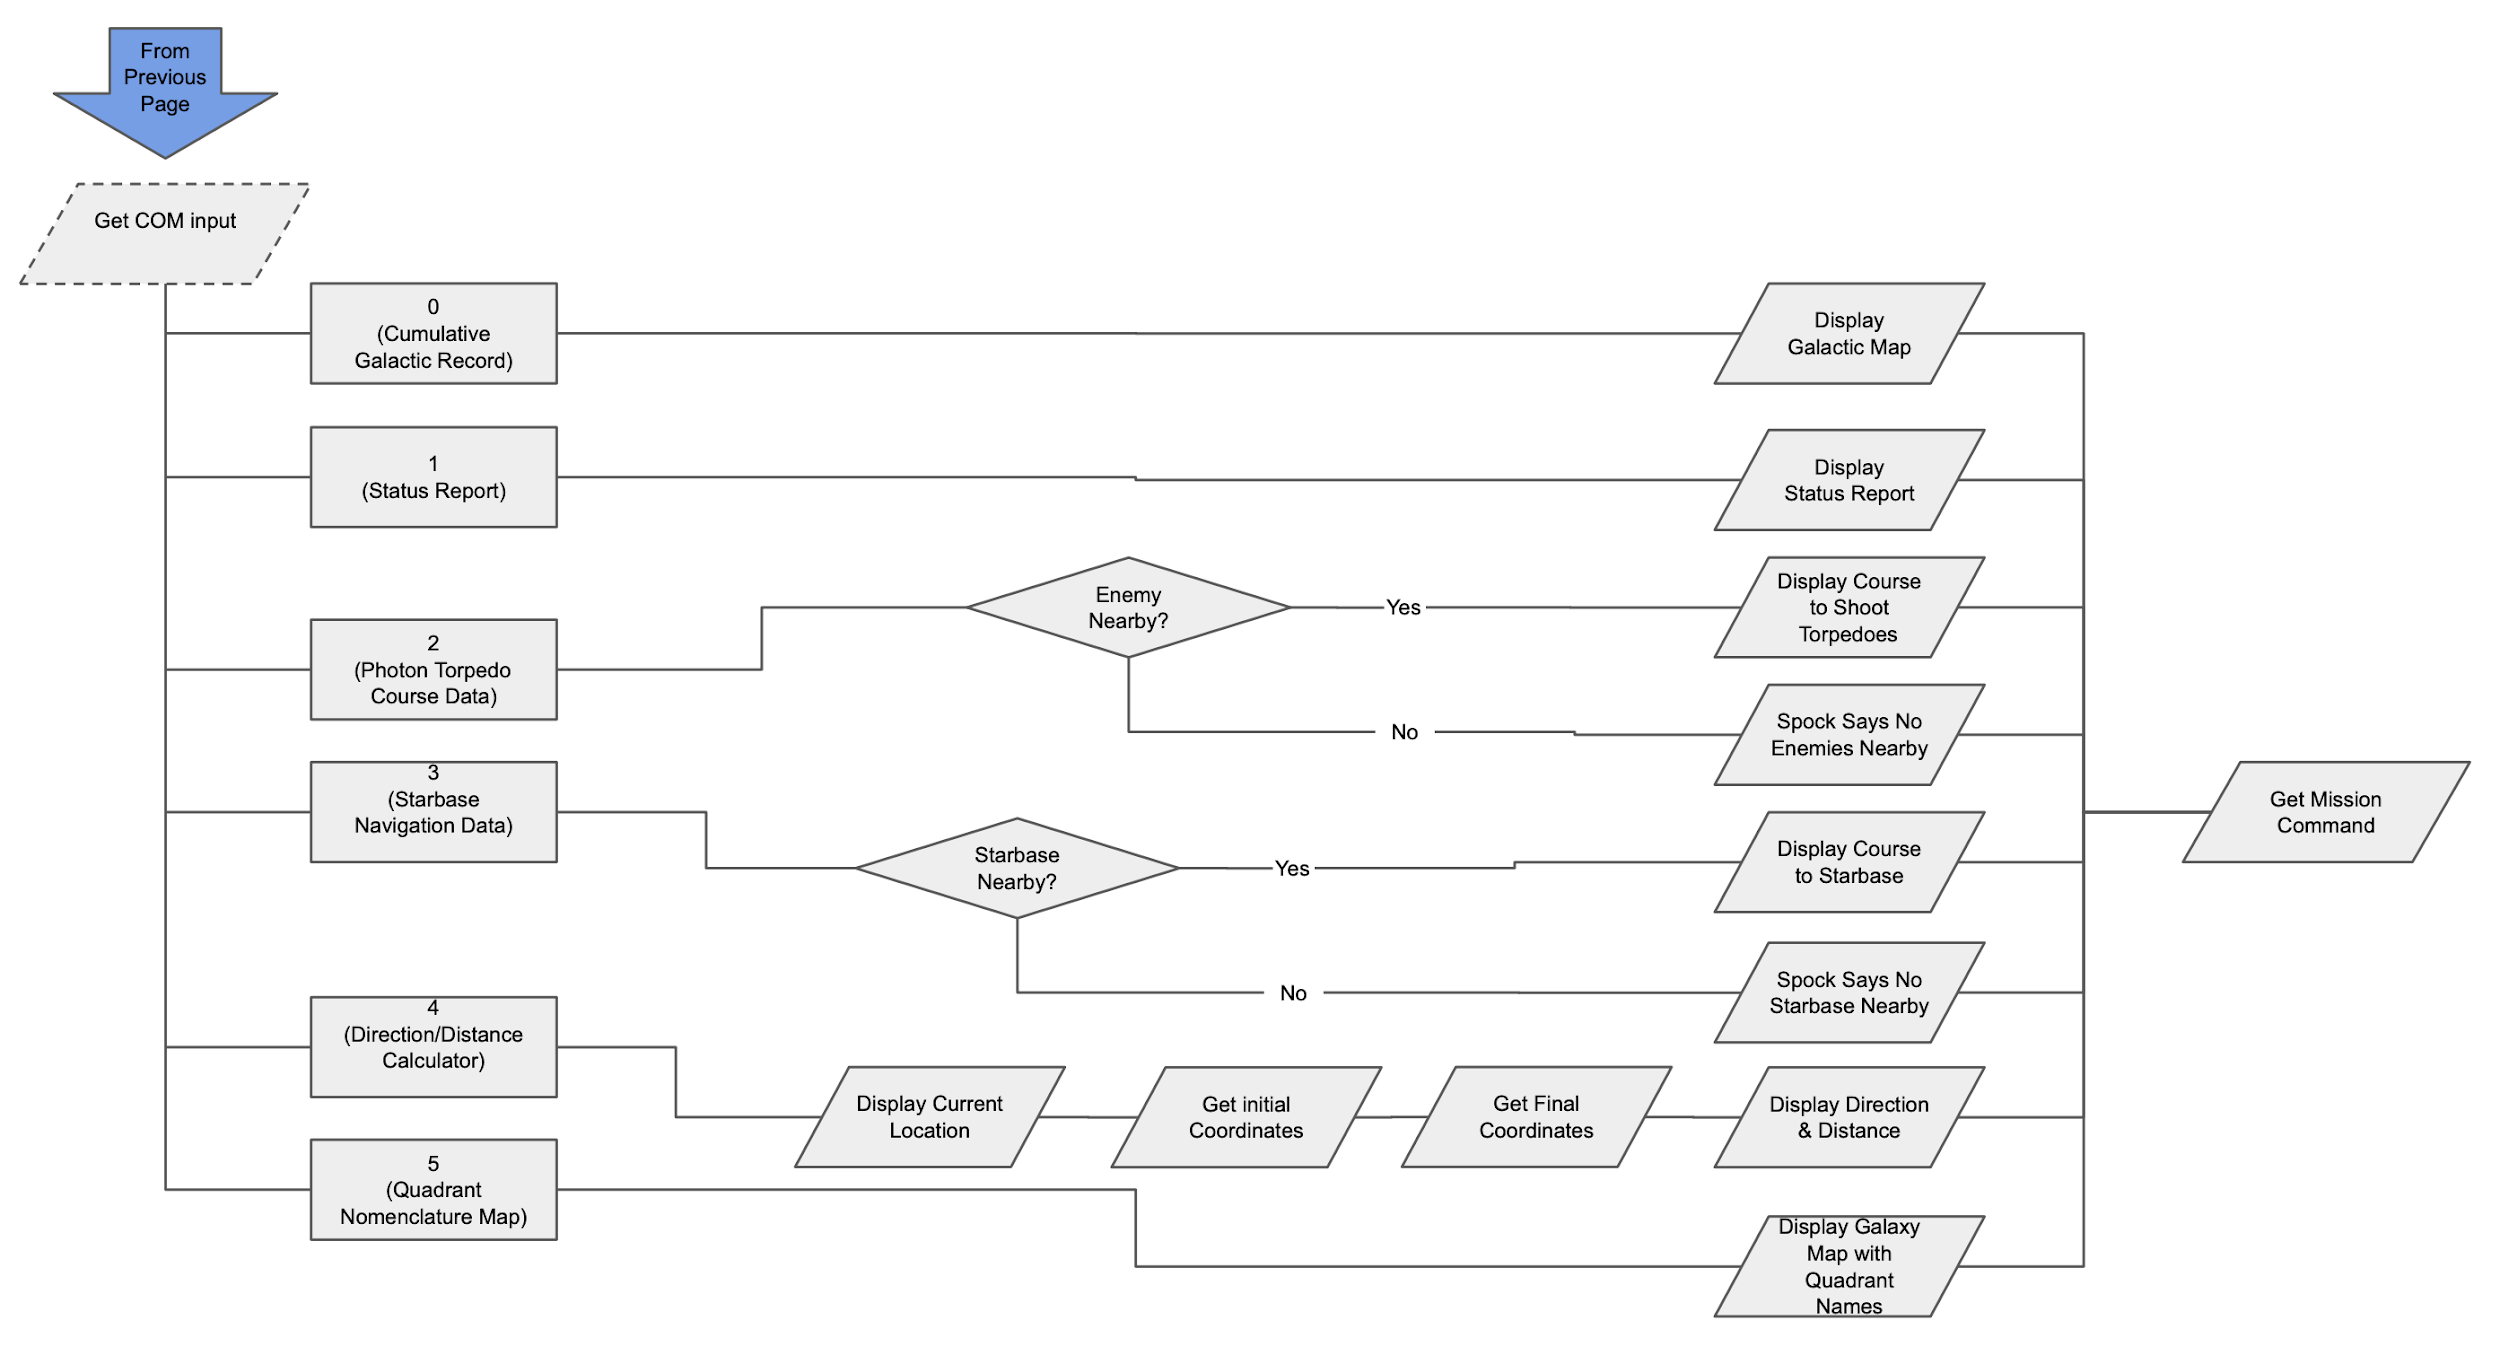 From
Previous
Page
Get COM input
0
(Cumulative
Galactic Record)
Display
Galactic Map
1
(Status Report)
Display
Status Report
2
(Photon Torpedo
Course Data)
Enemy
Nearby?
Yes
Display Course
to Shoot
Torpedoes
No
Spock Says No
Enemies Nearby
3
(Starbase
Navigation Data)
Starbase
Nearby?
Yes
Display Course
to Starbase
No
Spock Says No
Starbase Nearby
Get Mission
Command
4
(Direction/Distance
Calculator)
Display Current
Location
Get initial
Coordinates
Get Final
Coordinates
Display Direction
& Distance
5
(Quadrant
Nomenclature Map)
Display Galaxy
Map with
Quadrant
Names